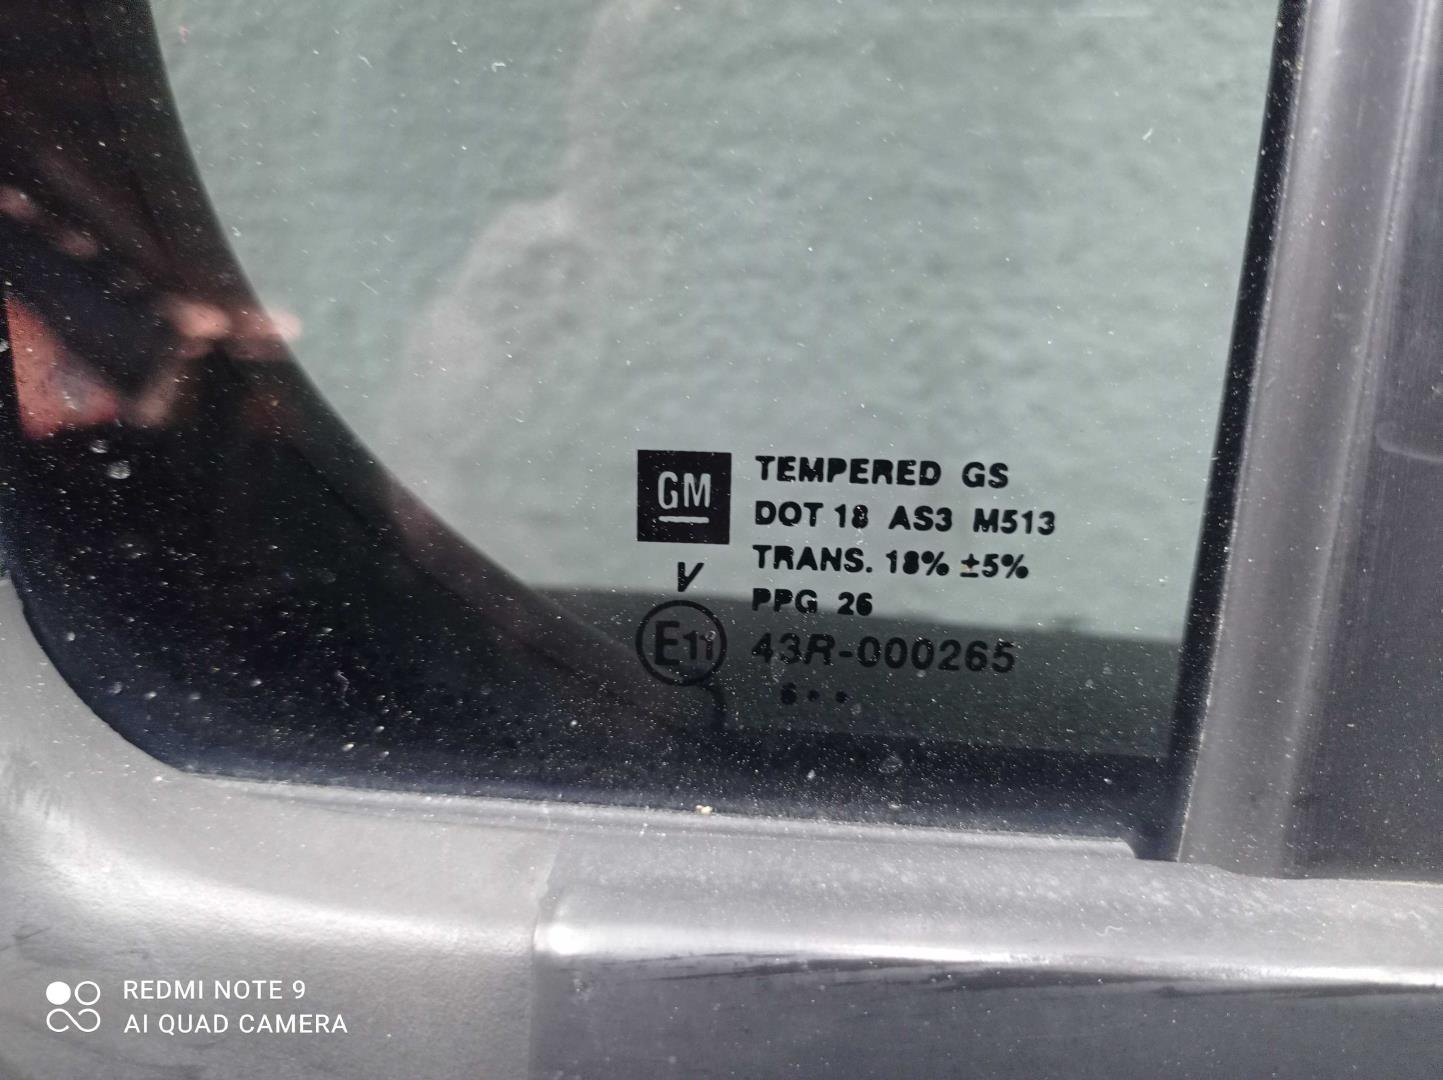 GM
TEMPERED GS
DOT 18 AS3 M513
TRANS. 18% ±5%
V
PPG 26
E11
43R-000265
6 • •
REDMI NOTE 9
AI QUAD CAMERA